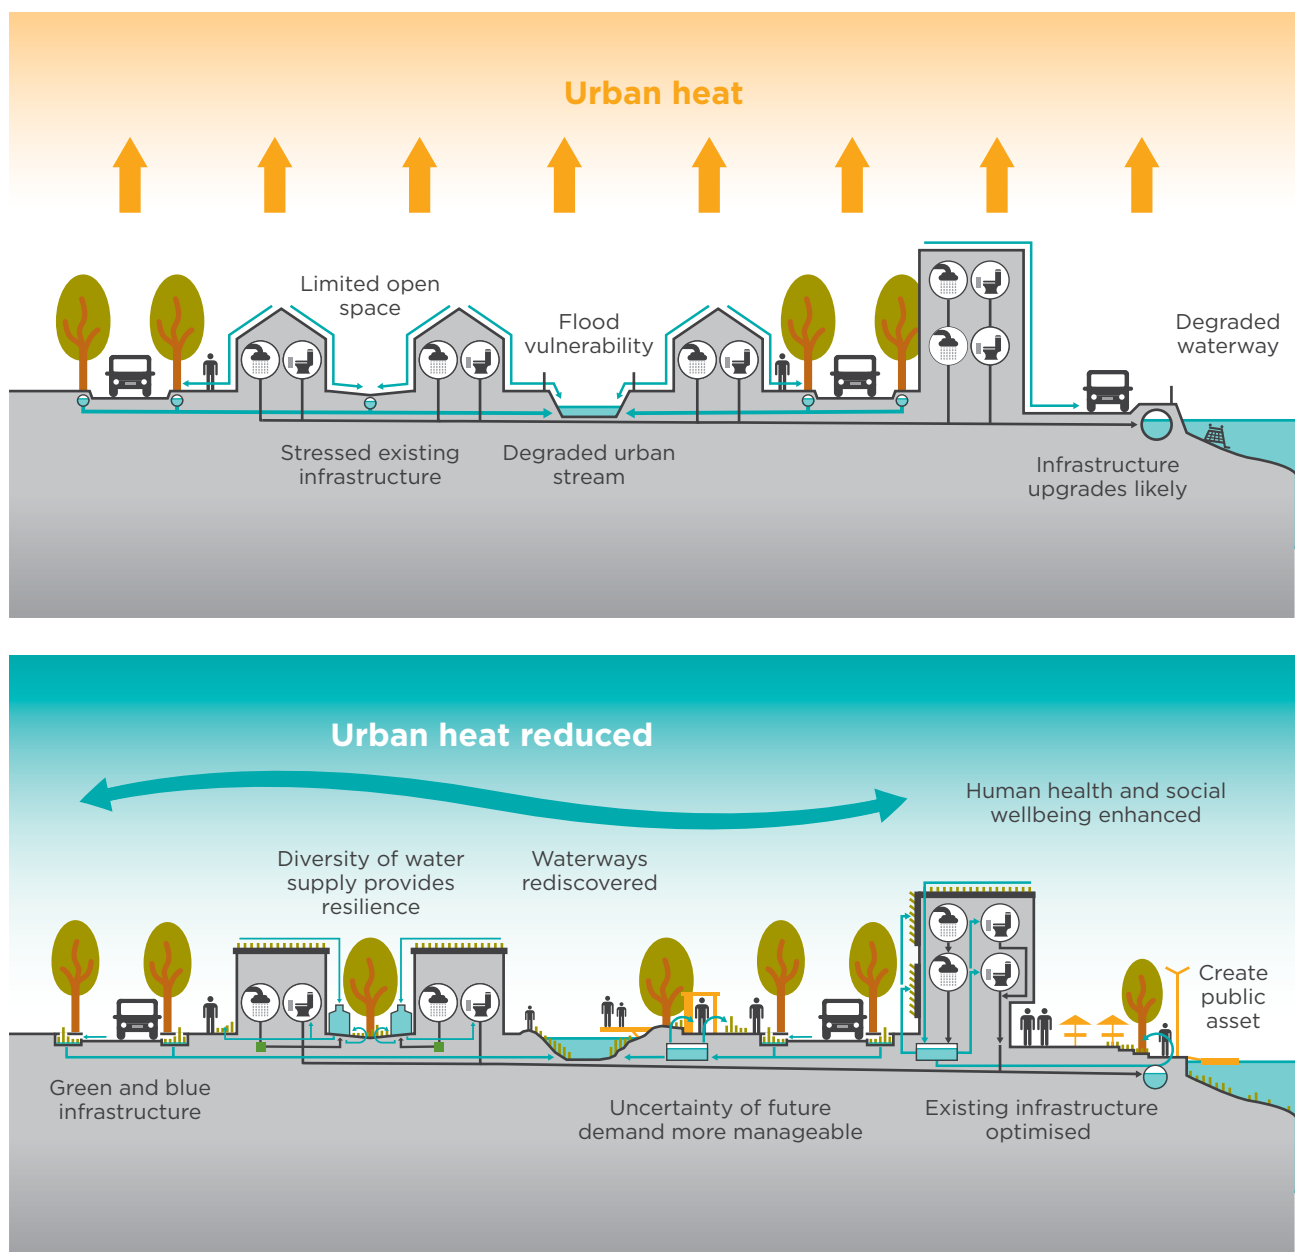 Urban heat
Limited open
space
Flood
vulnerability
Degraded
waterway
Stressed existing
infrastructure
Degraded urban
stream
Infrastructure
upgrades likely
Urban heat reduced
Human health and social
wellbeing enhanced
Diversity of water
supply provides
resilience
Waterways
rediscovered
Create
public
asset
Green and blue
infrastructure
Uncertainty of future
demand more manageable
Existing infrastructure
optimised